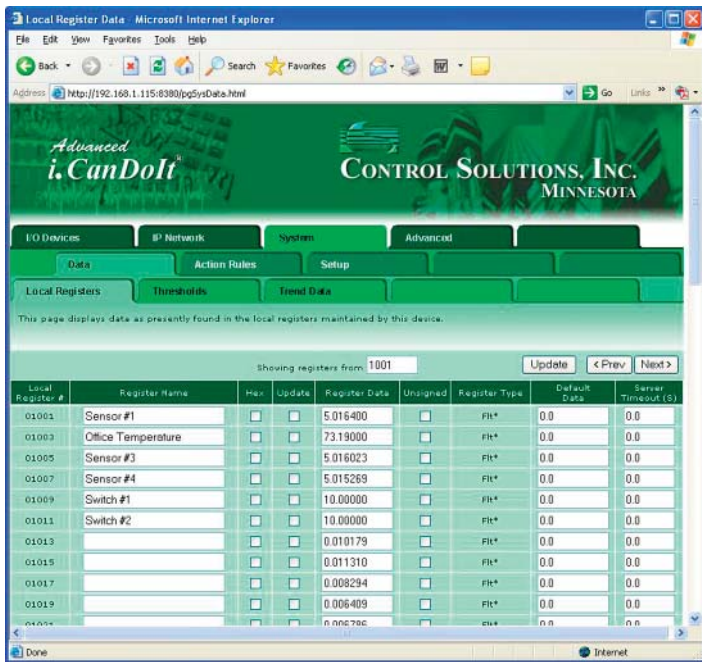 Local Register Data - Microsoft Internet Explorer
File Edit View Favorites Tools Help
Back Search Favorites
Address http://192.168.1.115:8380/pgSysData.html Go Links »
Advanced
i.CanDoIt®
CONTROL SOLUTIONS, INC.
MINNESOTA
I/O Devices IP Network System Advanced
Data Action Rules Setup
Local Registers Thresholds Trend Data
This page displays data as presently found in the local registers maintained by this device.
Showing registers from 1001 Update < Prev Next >
Local Register # Register Name Hex Update Register Data Unsigned Register Type Default Data Server Timeout (S)
01001 Sensor #1 5.016400 Flt* 0.0 0.0
01003 Office Temperature 73.19000 Flt* 0.0 0.0
01005 Sensor #3 5.016023 Flt* 0.0 0.0
01007 Sensor #4 5.015269 Flt* 0.0 0.0
01009 Switch #1 10.00000 Flt* 0.0 0.0
01011 Switch #2 10.00000 Flt* 0.0 0.0
01013 0.010179 Flt* 0.0 0.0
01015 0.011310 Flt* 0.0 0.0
01017 0.008294 Flt* 0.0 0.0
01019 0.006409 Flt* 0.0 0.0
01021 0.006786 Flt* 0.0 0.0
Done Internet